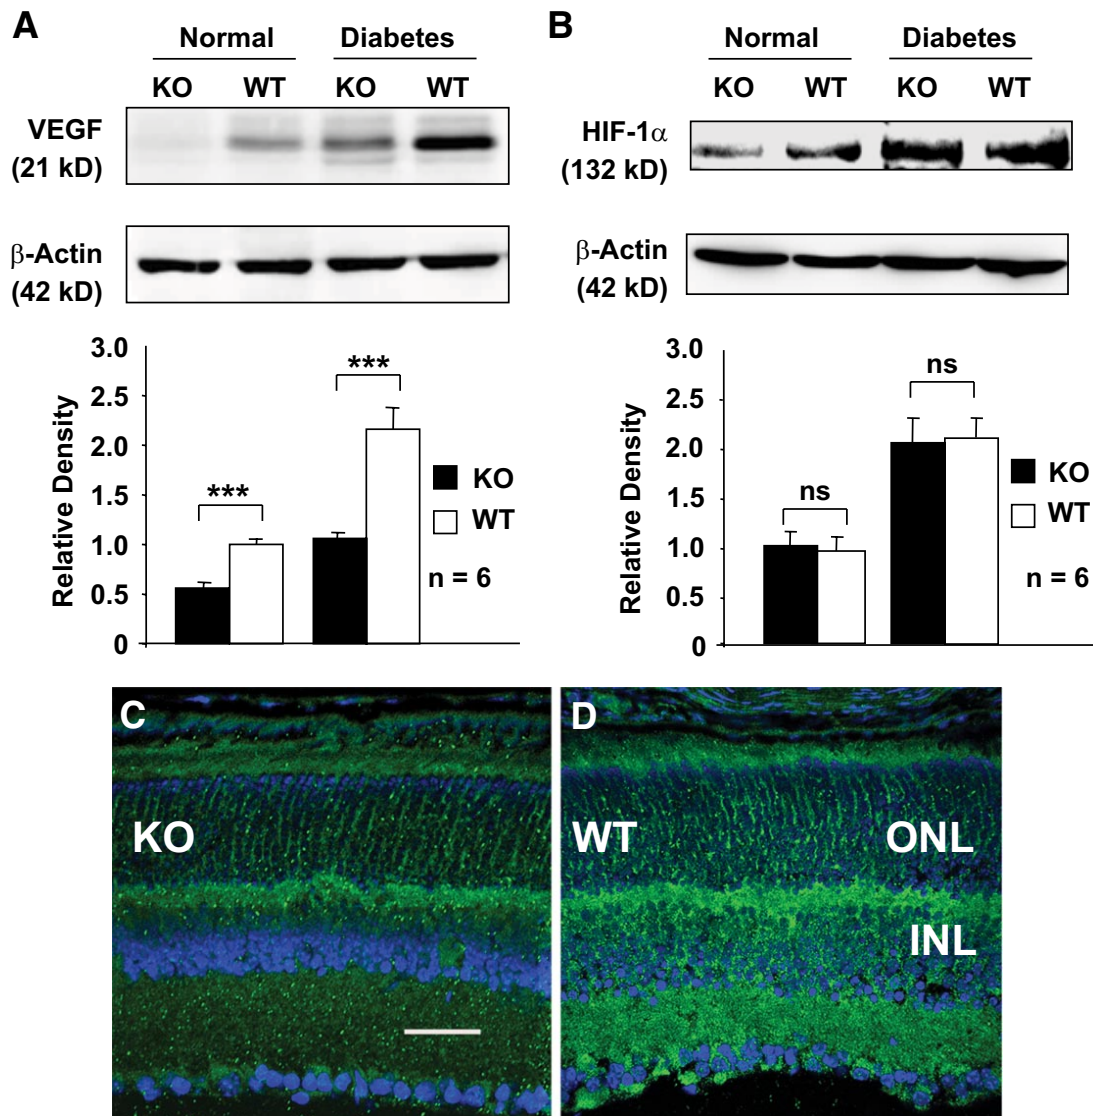 A
Normal Diabetes
KO WT KO WT
VEGF
(21 kD)
β-Actin
(42 kD)
3.0
2.5
2.0
1.5
1.0
0.5
0
Relative Density
***
***
KO
WT
n = 6
B
Normal Diabetes
KO WT KO WT
HIF-1α
(132 kD)
β-Actin
(42 kD)
3.0
2.5
2.0
1.5
1.0
0.5
0
Relative Density
ns
ns
KO
WT
n = 6
C
KO
D
WT ONL
INL